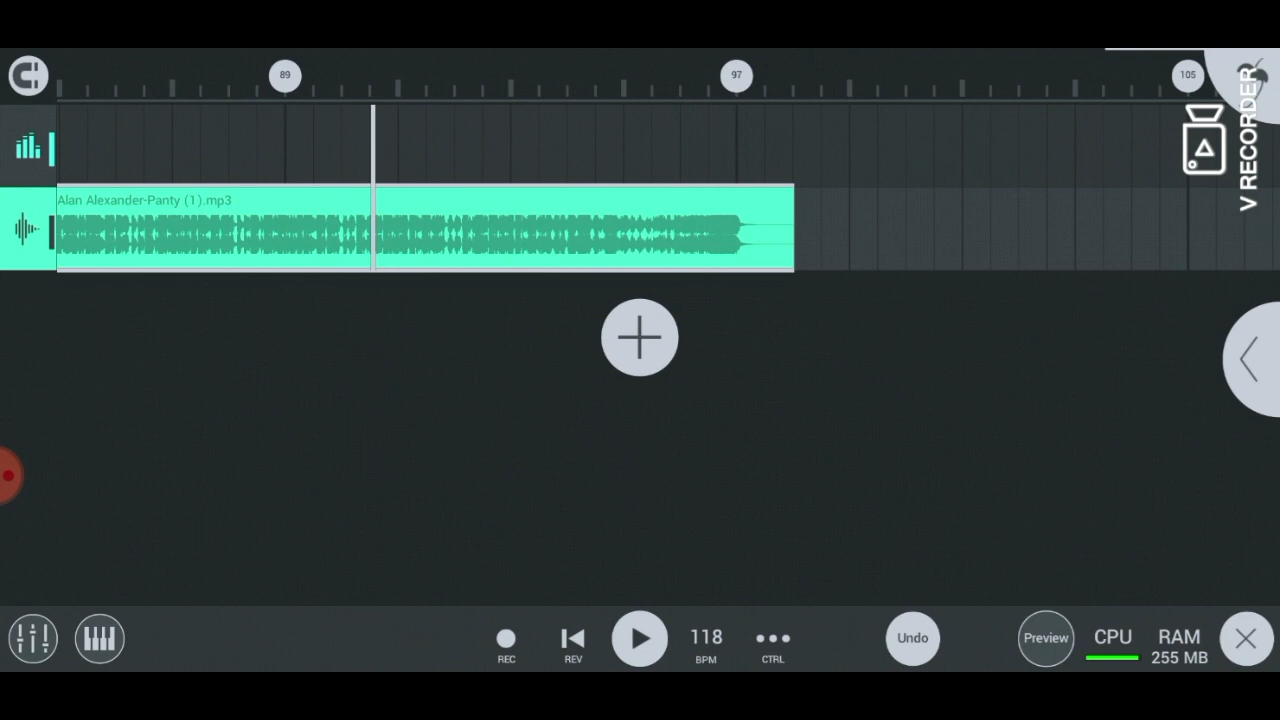 89
97
105
V RECORDER
Alan Alexander-Panty (1).mp3
REC
REV
118
BPM
CTRL
Undo
Preview
CPU
RAM
255 MB